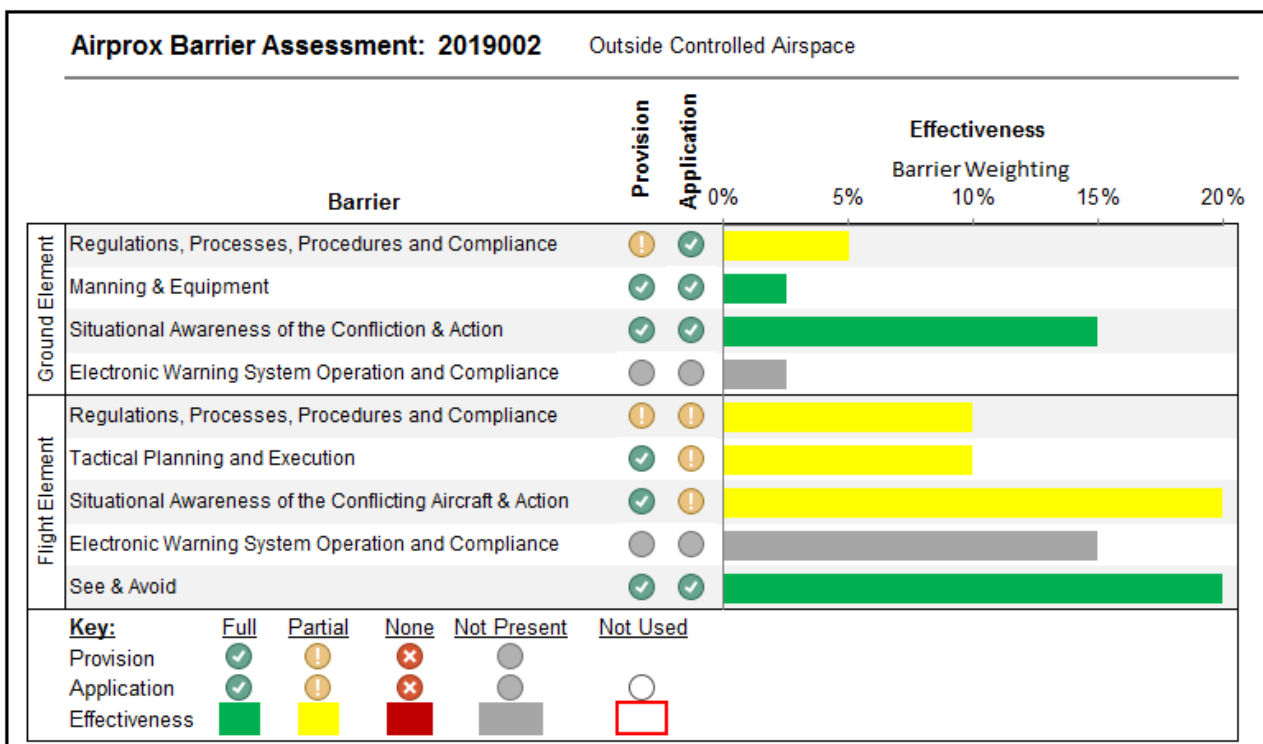 Airprox Barrier Assessment: 2019002 Outside Controlled Airspace
Provision
Application
Effectiveness
Barrier Weighting
Barrier
0% 5% 10% 15% 20%
Ground Element
Regulations, Processes, Procedures and Compliance
Manning & Equipment
Situational Awareness of the Confliction & Action
Electronic Warning System Operation and Compliance
Flight Element
Regulations, Processes, Procedures and Compliance
Tactical Planning and Execution
Situational Awareness of the Conflicting Aircraft & Action
Electronic Warning System Operation and Compliance
See & Avoid
Key: Full Partial None Not Present Not Used
Provision
Application
Effectiveness